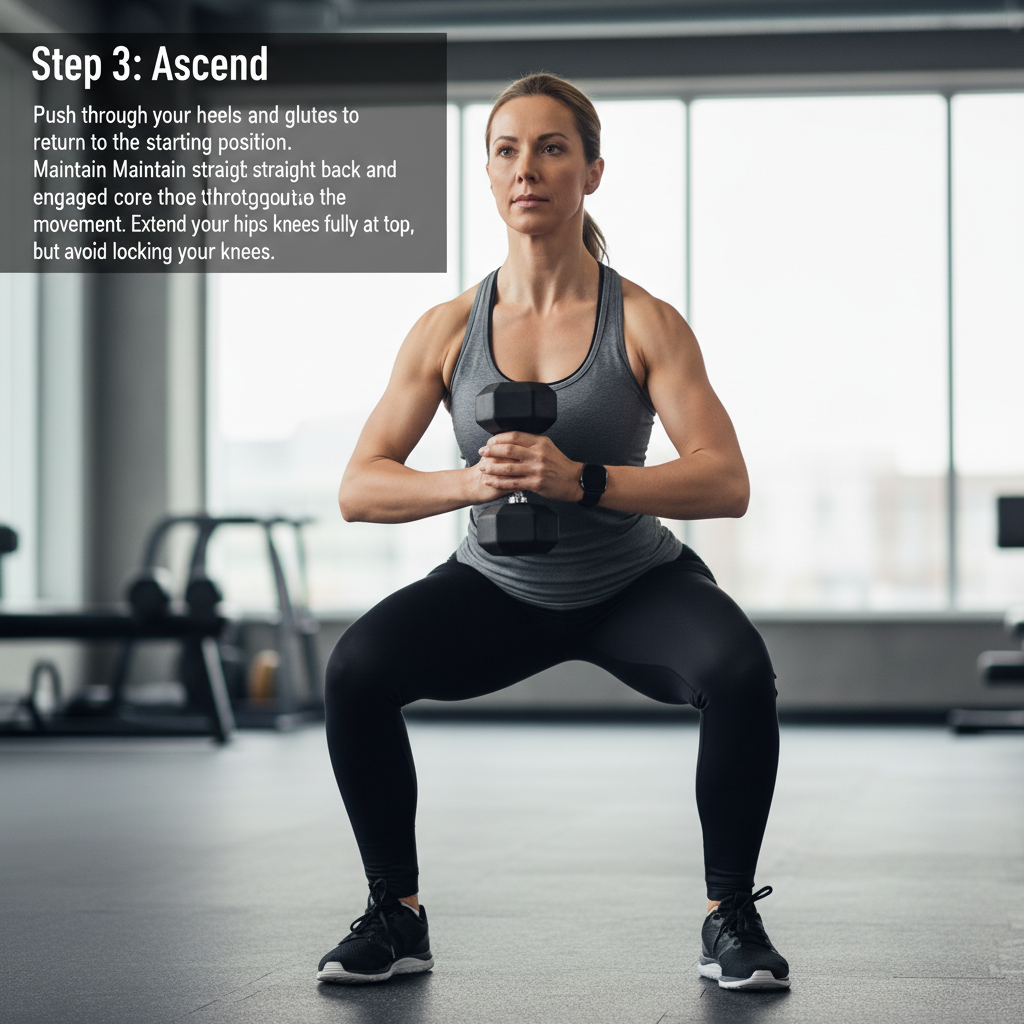 Step 3: Ascend
Push through your heels and glutes to
return to the starting position.
Maintain Maintain straigt straight back and
engaged core thoe throtggoutıo the
movement. Extend your hips knees fully at top,
but avoid locking your knees.